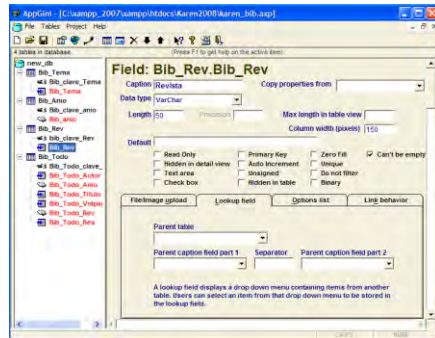 AppGini - [C:\xampp_2007\xampp\htdocs\Karen2008\karen_bib.axp]
File Tables Project Help
4 tables in database.
(Press F1 to get help on the active item)
new_db
Bib_Tema
Bib_clave_Tema
Bib_Tema
Bib_Anio
Bib_clave_anio
Bib_anio
Bib_Rev
bib_clave_Rev
Bib_Rev
Bib_Todo
Bib_Todo_clave_
Bib_Todo_Autor
Bib_Todo_Anio
Bib_Todo_Titulo
Bib_Todo_Volpag
Bib_Todo_Rev
Bib_Todo_Res
Field: Bib_Rev.Bib_Rev
Caption Revista Copy properties from
Data type VarChar
Length 50 Precision Max length in table view
Column width (pixels) 150
Default
Read Only Primary Key Zero Fill Can't be empty
Hidden in detail view Auto Increment Unique
Text area Unsigned Do not filter
Check box Hidden in table Binary
File/Image upload Lookup field Options list Link behavior
Parent table
Parent caption field part 1 Separator Parent caption field part 2
A lookup field displays a drop down menu containing items from another
table. Users can select an item from that drop down menu to be stored in
the lookup field.